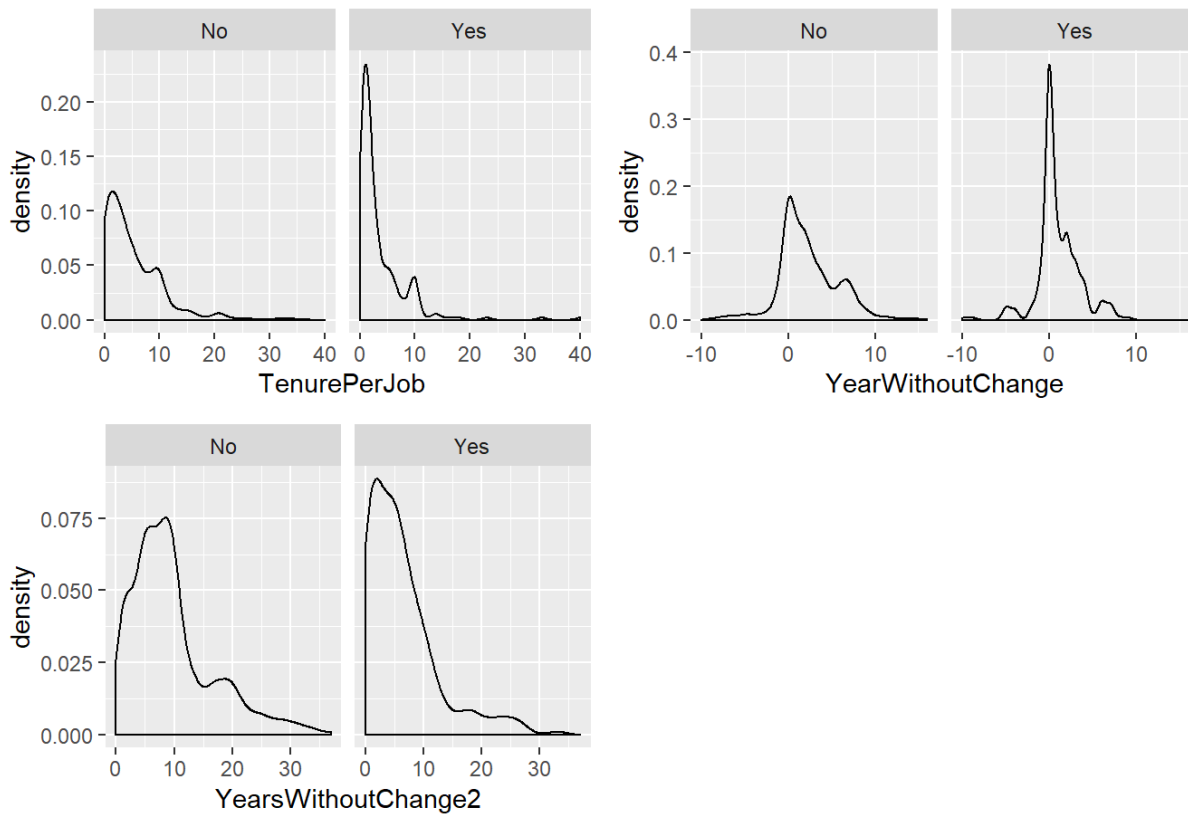 No
Yes
0.20
0.15
0.10
0.05
0.00
density
0 10 20 30 40 0 10 20 30 40
TenurePerJob
No
Yes
0.4
0.3
0.2
0.1
0.0
density
-10 0 10 -10 0 10
YearWithoutChange
No
Yes
0.075
0.050
0.025
0.000
density
0 10 20 30 0 10 20 30
YearsWithoutChange2